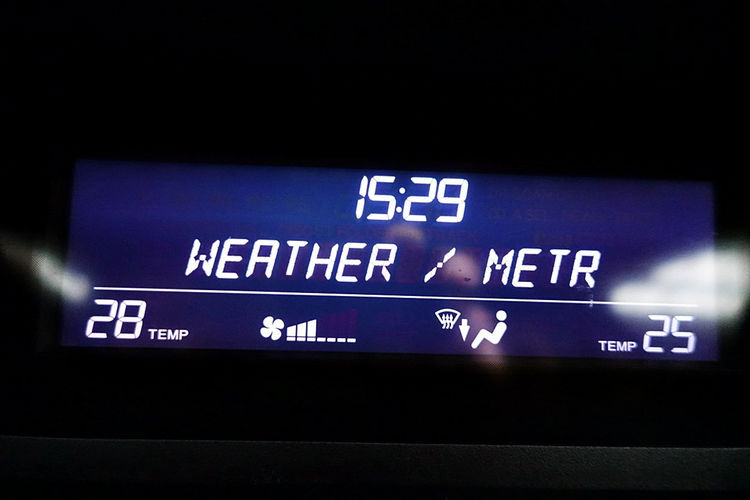 15:29
WEATHER / METR
28 TEMP TEMP 25